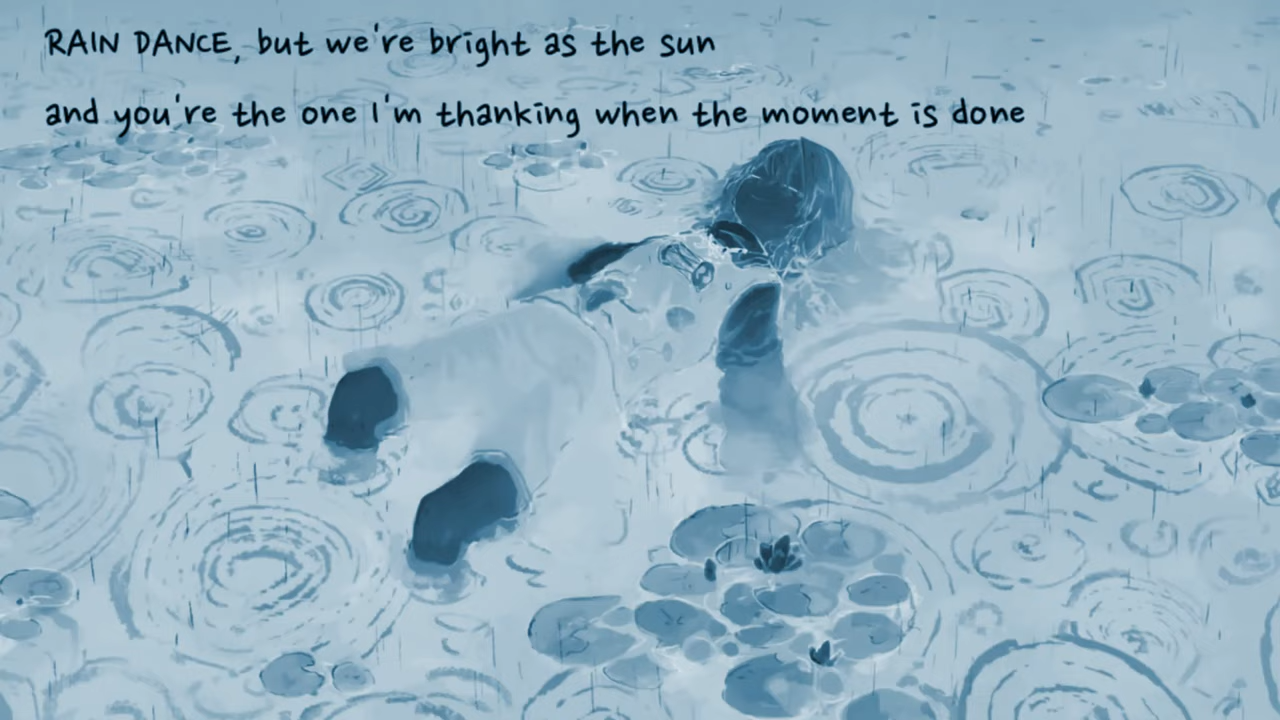 RAIN DANCE, but we're bright as the sun
and you're the one I'm thanking when the moment is done